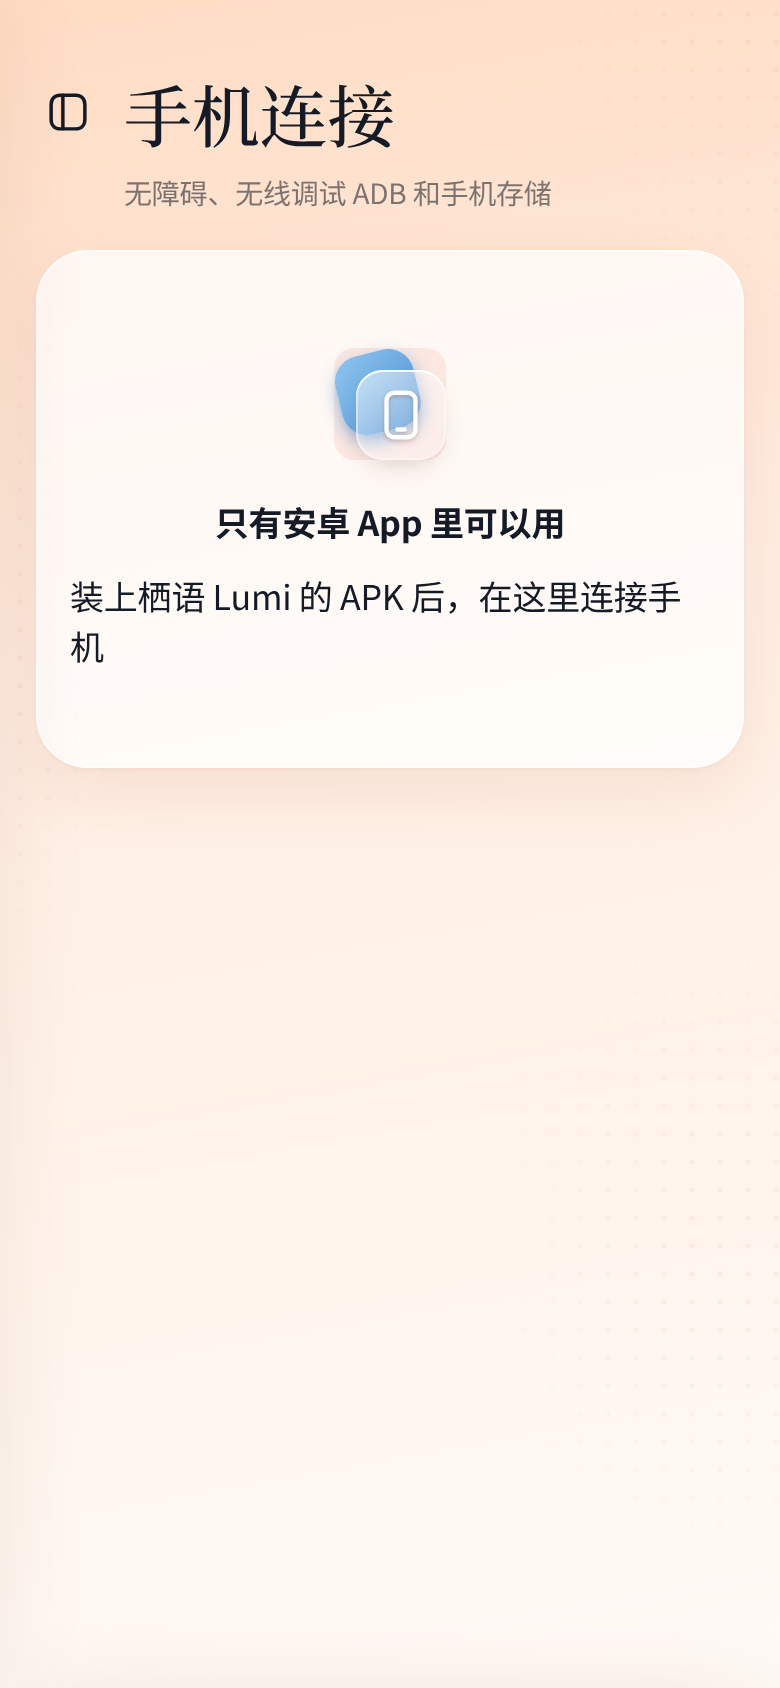 手机连接
无障碍、无线调试 ADB 和手机存储
只有安卓 App 里可以用
装上栖语 Lumi 的 APK 后，在这里连接手
机